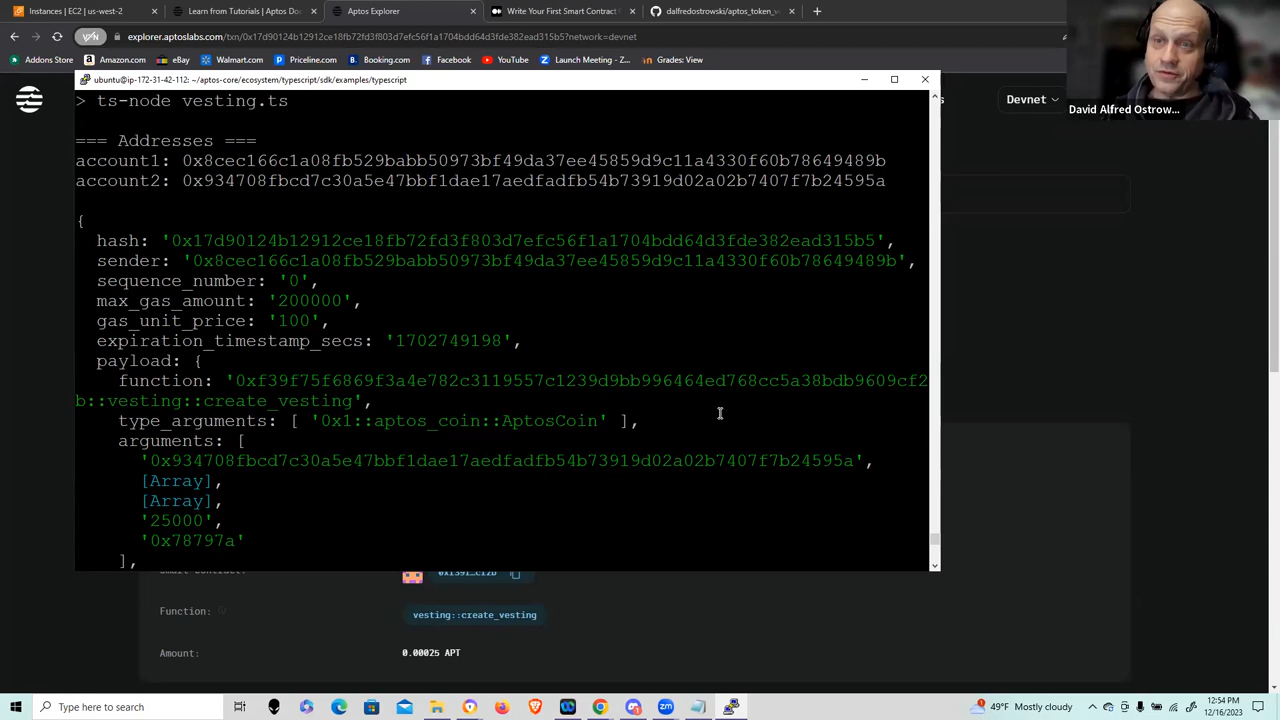 Instances | EC2 | us-west-2
Learn from Tutorials | Aptos Do
Aptos Explorer
Write Your First Smart Contract
dalfredostrowski/aptos_token_v
explorer.aptoslabs.com/txn/0x17d90124b12912ce18fb72fd3f803d7efc56f1a1704bdd64d3fde382ead315b5?network=devnet
Addons Store
Amazon.com
eBay
Walmart.com
Priceline.com
Booking.com
Facebook
YouTube
Launch Meeting - Z...
Grades: View
ubuntu@ip-172-31-42-112: ~/aptos-core/ecosystem/typescript/sdk/examples/typescript
Devnet
David Alfred Ostrow...
> ts-node vesting.ts
=== Addresses ===
account1: 0x8cec166c1a08fb529babb50973bf49da37ee45859d9c11a4330f60b78649489b
account2: 0x934708fbcd7c30a5e47bbf1dae17aedfadfb54b73919d02a02b7407f7b24595a
{
hash: '0x17d90124b12912ce18fb72fd3f803d7efc56f1a1704bdd64d3fde382ead315b5',
sender: '0x8cec166c1a08fb529babb50973bf49da37ee45859d9c11a4330f60b78649489b',
sequence_number: '0',
max_gas_amount: '200000',
gas_unit_price: '100',
expiration_timestamp_secs: '1702749198',
payload: {
function: '0xf39f75f6869f3a4e782c3119557c1239d9bb996464ed768cc5a38bdb9609cf2
b::vesting::create_vesting',
type_arguments: [ '0x1::aptos_coin::AptosCoin' ],
arguments: [
'0x934708fbcd7c30a5e47bbf1dae17aedfadfb54b73919d02a02b7407f7b24595a',
[Array],
[Array],
'25000',
'0x78797a'
],
Function:
vesting::create_vesting
Amount:
0.00025 APT
Type here to search
49°F Mostly cloudy
12:54 PM
12/16/2023